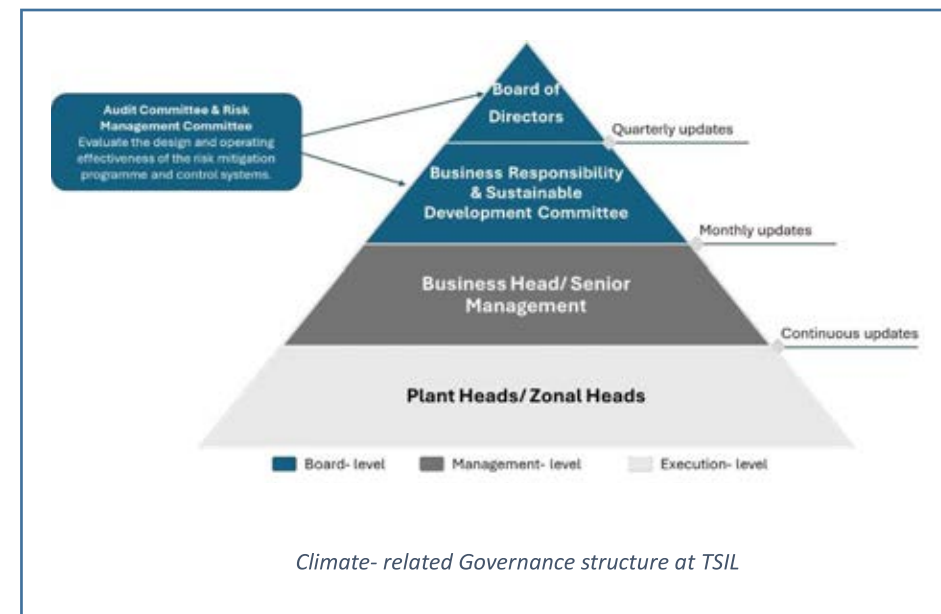 Audit Committee & Risk
Management Committee
Evaluate the design and operating
effectiveness of the risk mitigation
programme and control systems.
Board of
Directors
Quarterly updates
Business Responsibility
& Sustainable
Development Committee
Monthly updates
Business Head/ Senior
Management
Continuous updates
Plant Heads/ Zonal Heads
Board- level
Management- level
Execution- level
Climate- related Governance structure at TSIL